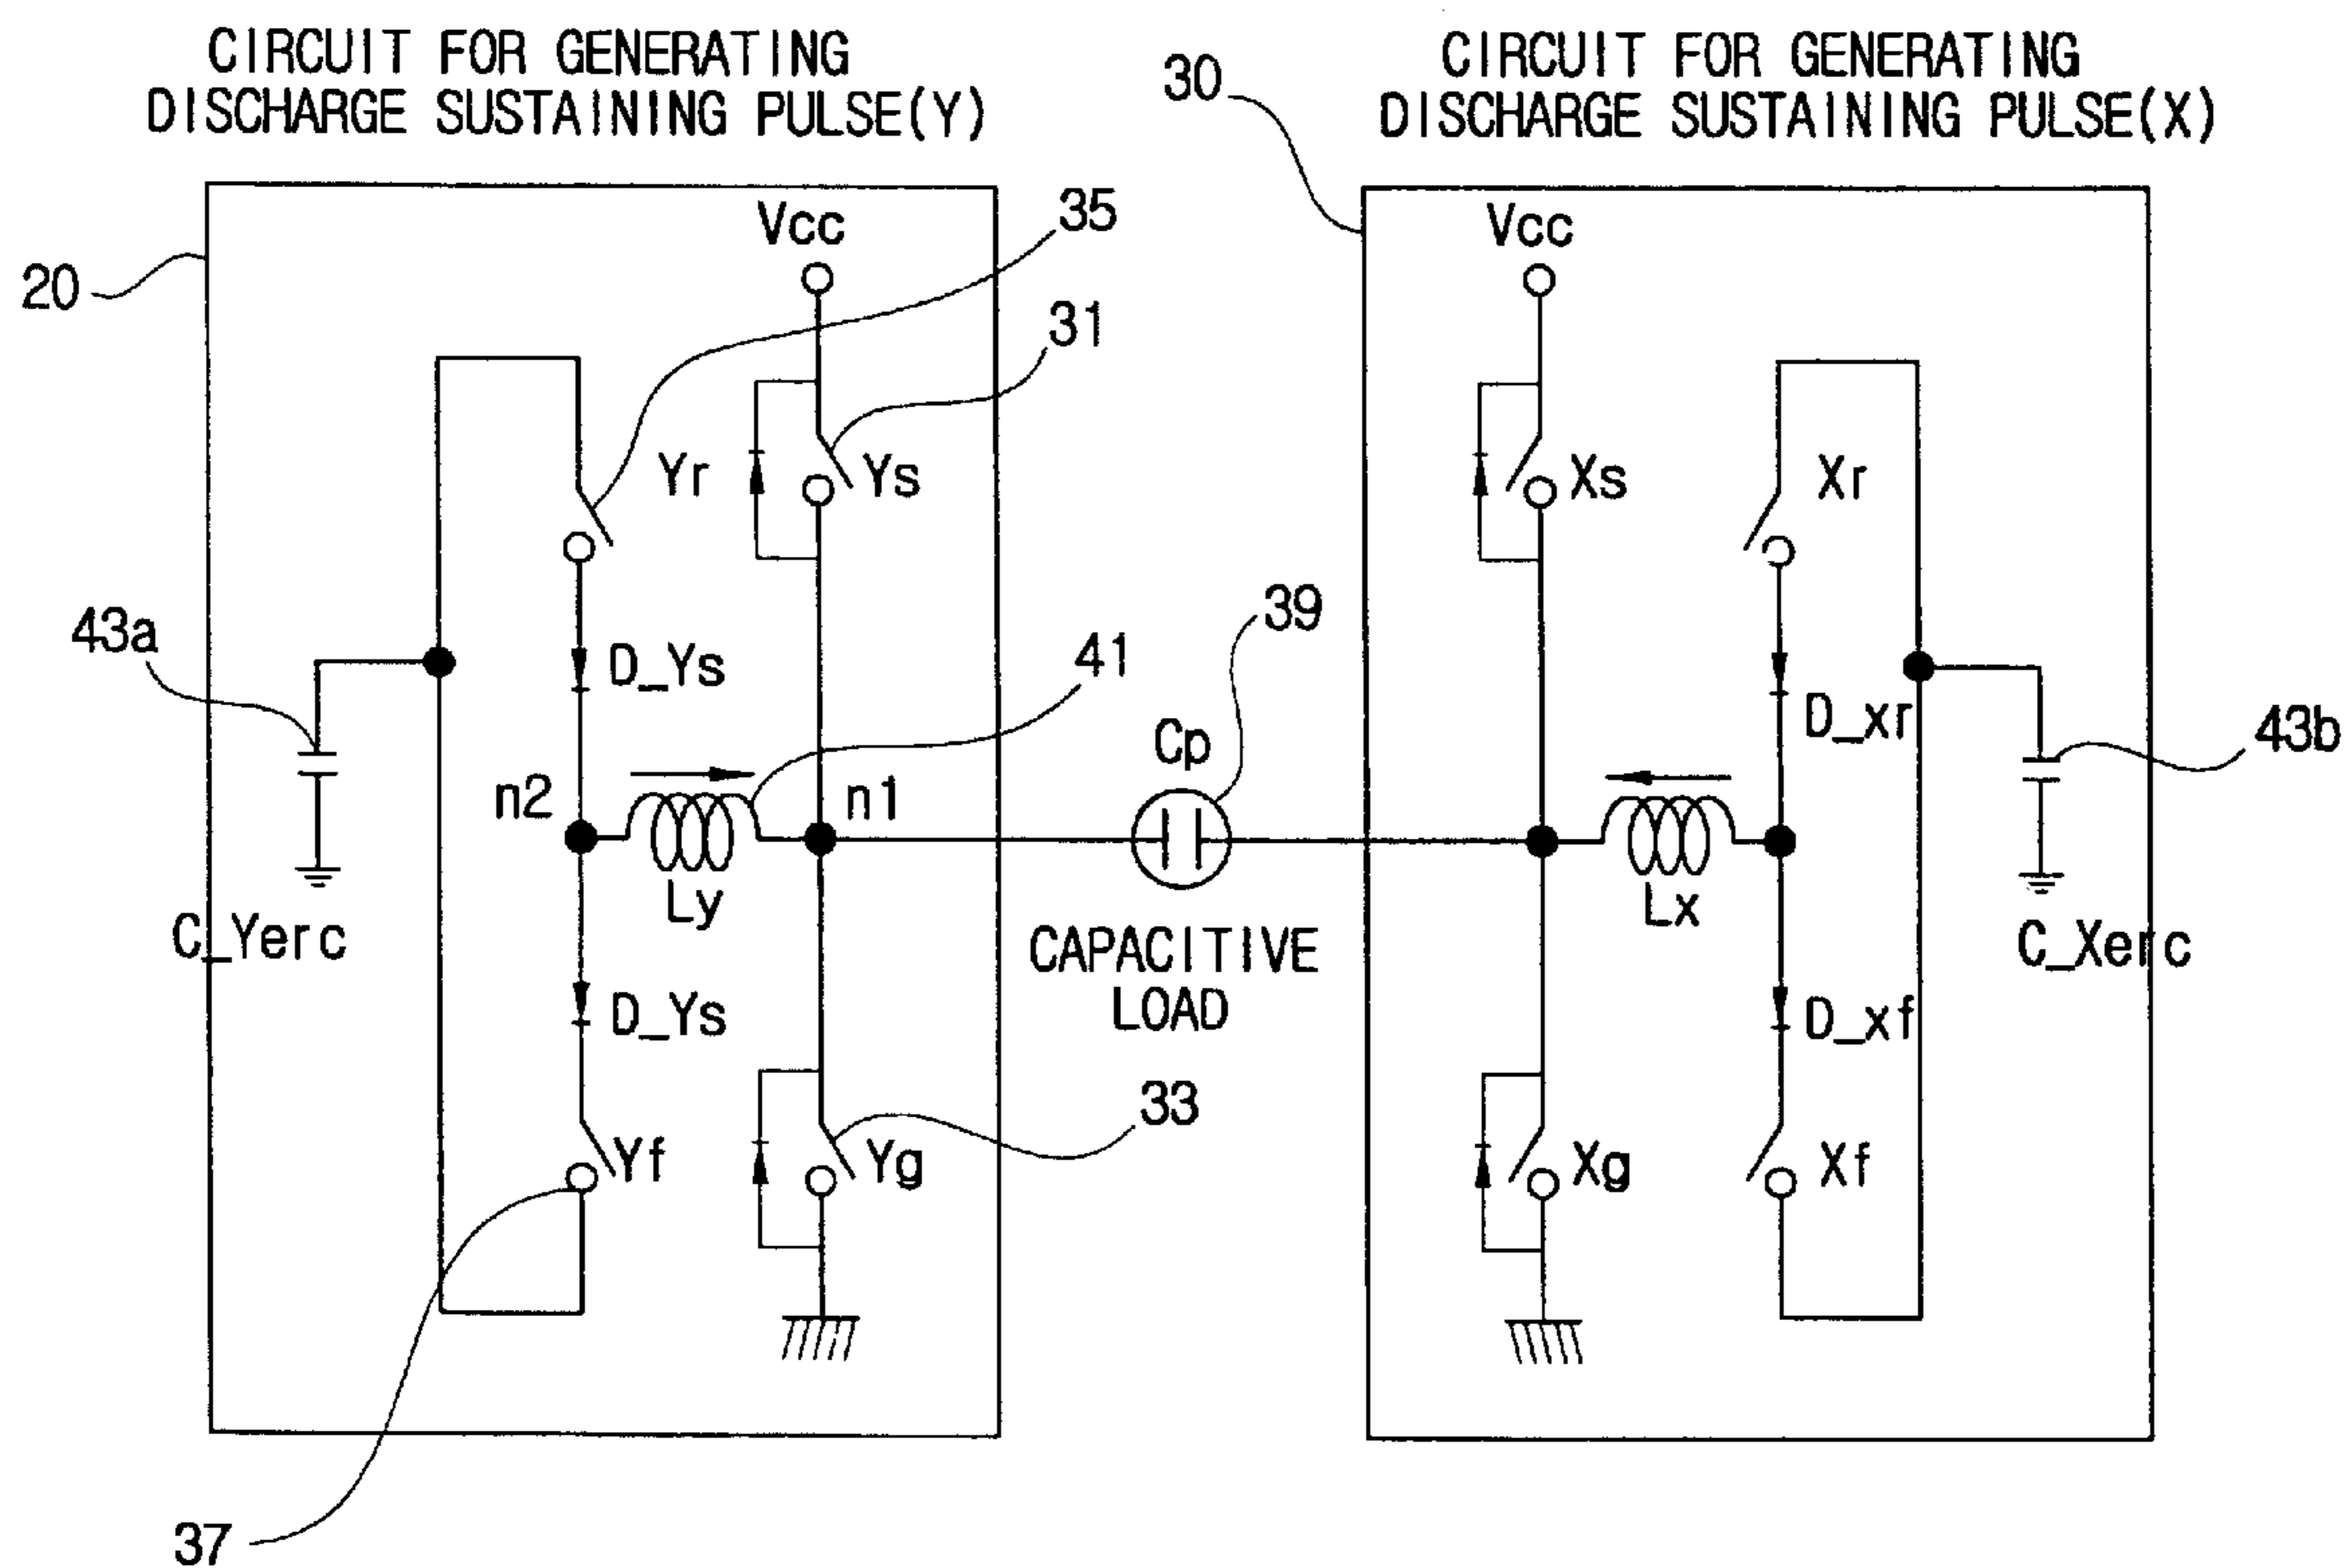 CIRCUIT FOR GENERATING
DISCHARGE SUSTAINING PULSE(Y)
CIRCUIT FOR GENERATING
DISCHARGE SUSTAINING PULSE(X)
30
20
Vcc
35
31
Yr
Ys
43a
D_Ys
41
n2
n1
Ly
C_Yerc
D_Ys
Yf
Yg
33
37
39
Cp
CAPACITIVE
LOAD
Vcc
Xs
Xr
D_xr
43b
Lx
C_Xerc
D_xf
Xg
Xf